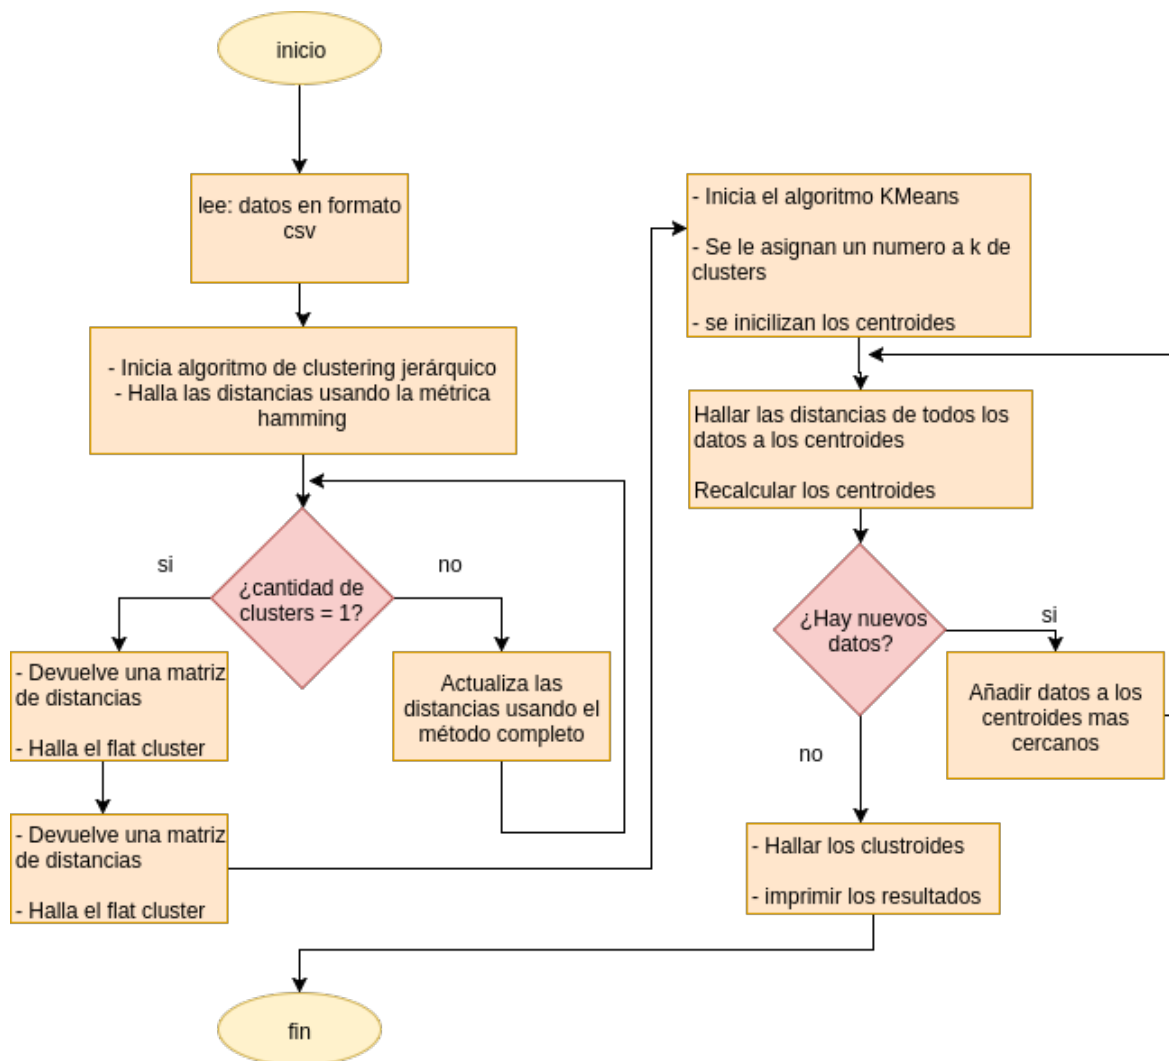 inicio
lee: datos en formato
csv
- Inicia algoritmo de clustering jerárquico
- Halla las distancias usando la métrica
hamming
¿cantidad de
clusters = 1?
si
no
- Devuelve una matriz
de distancias
- Halla el flat cluster
Actualiza las
distancias usando el
método completo
- Devuelve una matriz
de distancias
- Halla el flat cluster
- Inicia el algoritmo KMeans
- Se le asignan un numero a k de
clusters
- se inicilizan los centroides
Hallar las distancias de todos los
datos a los centroides
Recalcular los centroides
¿Hay nuevos
datos?
si
no
Añadir datos a los
centroides mas
cercanos
- Hallar los clustroides
- imprimir los resultados
fin